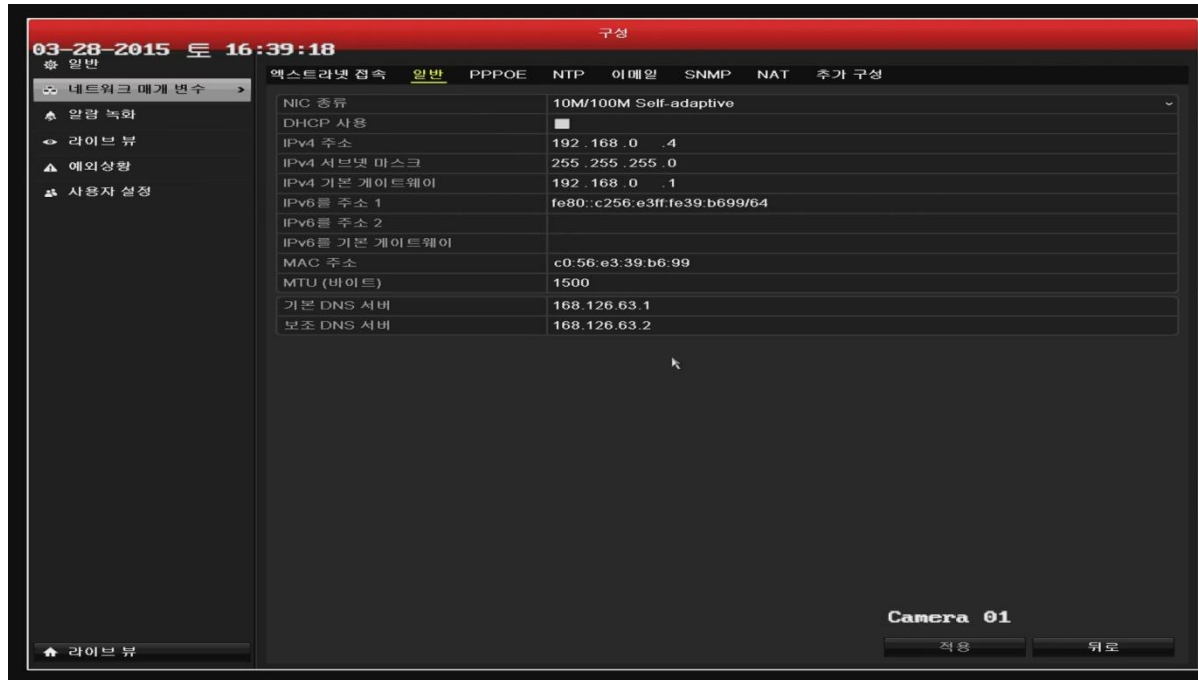 구성
03-28-2015 토 16:39:18
일반
네트워크 매개 변수 >
알람 녹화
라이브 뷰
예외상황
사용자 설정
라이브 뷰
엑스트라넷 접속 일반 PPPOE NTP 이메일 SNMP NAT 추가 구성
NIC 종류 10M/100M Self-adaptive
DHCP 사용
IPv4 주소 192 . 168 . 0 . 4
IPv4 서브넷 마스크 255 . 255 . 255 . 0
IPv4 기본 게이트웨이 192 . 168 . 0 . 1
IPv6를 주소 1 fe80::c256:e3ff:fe39:b699/64
IPv6를 주소 2
IPv6를 기본 게이트웨이
MAC 주소 c0:56:e3:39:b6:99
MTU (바이트) 1500
기본 DNS 서버 168.126.63.1
보조 DNS 서버 168.126.63.2
Camera 01
적용 뒤로